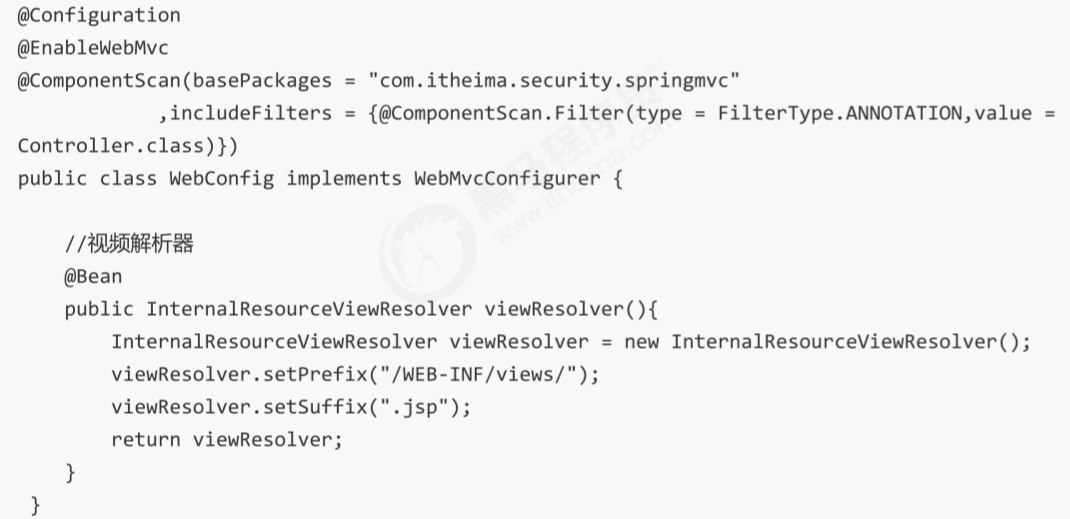 @Configuration
@EnableWebMvc
@ComponentScan(basePackages = "com.itheima.security.springmvc"
,includeFilters = {@ComponentScan.Filter(type = FilterType.ANNOTATION,value =
Controller.class)})
public class WebConfig implements WebMvcConfigurer {
//视频解析器
@Bean
public InternalResourceViewResolver viewResolver(){
InternalResourceViewResolver viewResolver = new InternalResourceViewResolver();
viewResolver.setPrefix("/WEB-INF/views/");
viewResolver.setSuffix(".jsp");
return viewResolver;
}
}
黑马程序员
www.itheima.com